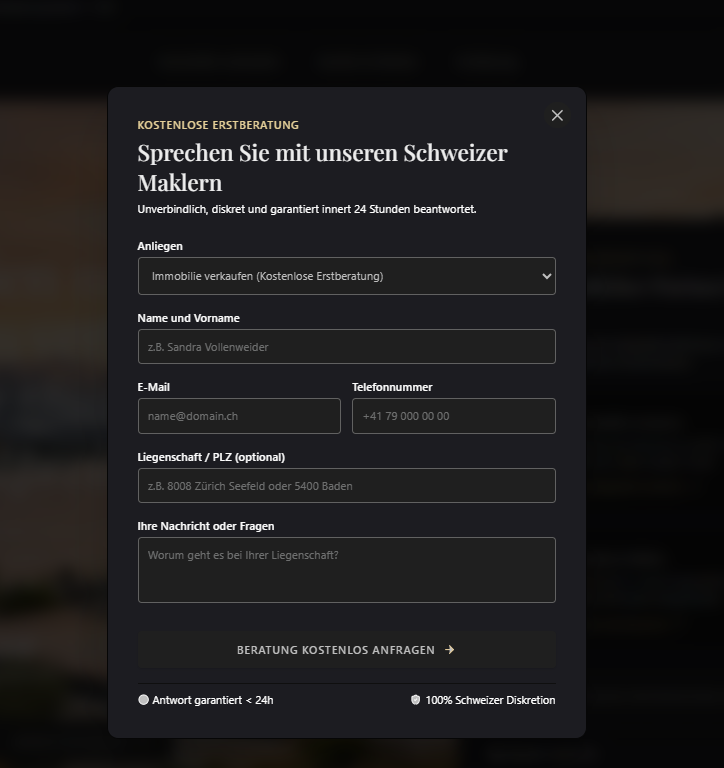 KOSTENLOSE ERSTBERATUNG
Sprechen Sie mit unseren Schweizer
Maklern
Unverbindlich, diskret und garantiert innert 24 Stunden beantwortet.
Anliegen
Immobilie verkaufen (Kostenlose Erstberatung)
Name und Vorname
z.B. Sandra Vollenweider
E-Mail
Telefonnummer
name@domain.ch
+41 79 000 00 00
Liegenschaft / PLZ (optional)
z.B. 8008 Zürich Seefeld oder 5400 Baden
Ihre Nachricht oder Fragen
Worum geht es bei Ihrer Liegenschaft?
BERATUNG KOSTENLOS ANFRAGEN →
Antwort garantiert < 24h
100% Schweizer Diskretion